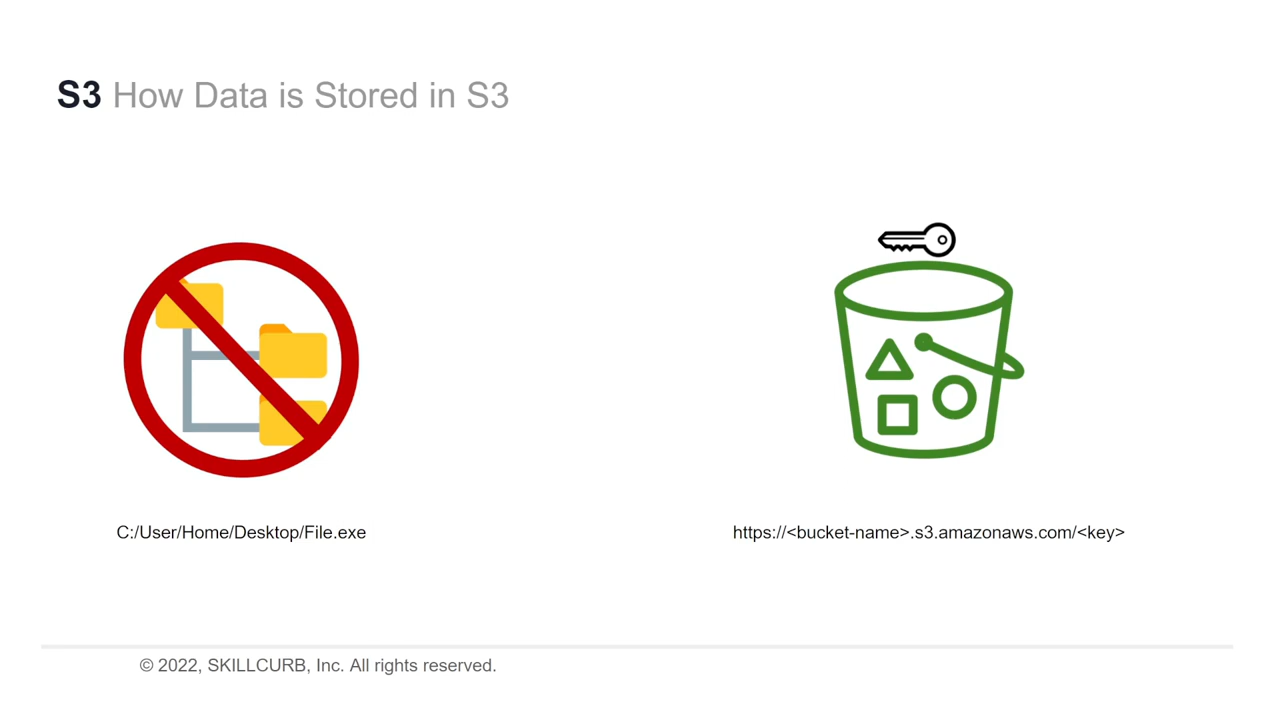 S3 How Data is Stored in S3
C:/User/Home/Desktop/File.exe
https://<bucket-name>.s3.amazonaws.com/<key>
© 2022, SKILLCURB, Inc. All rights reserved.